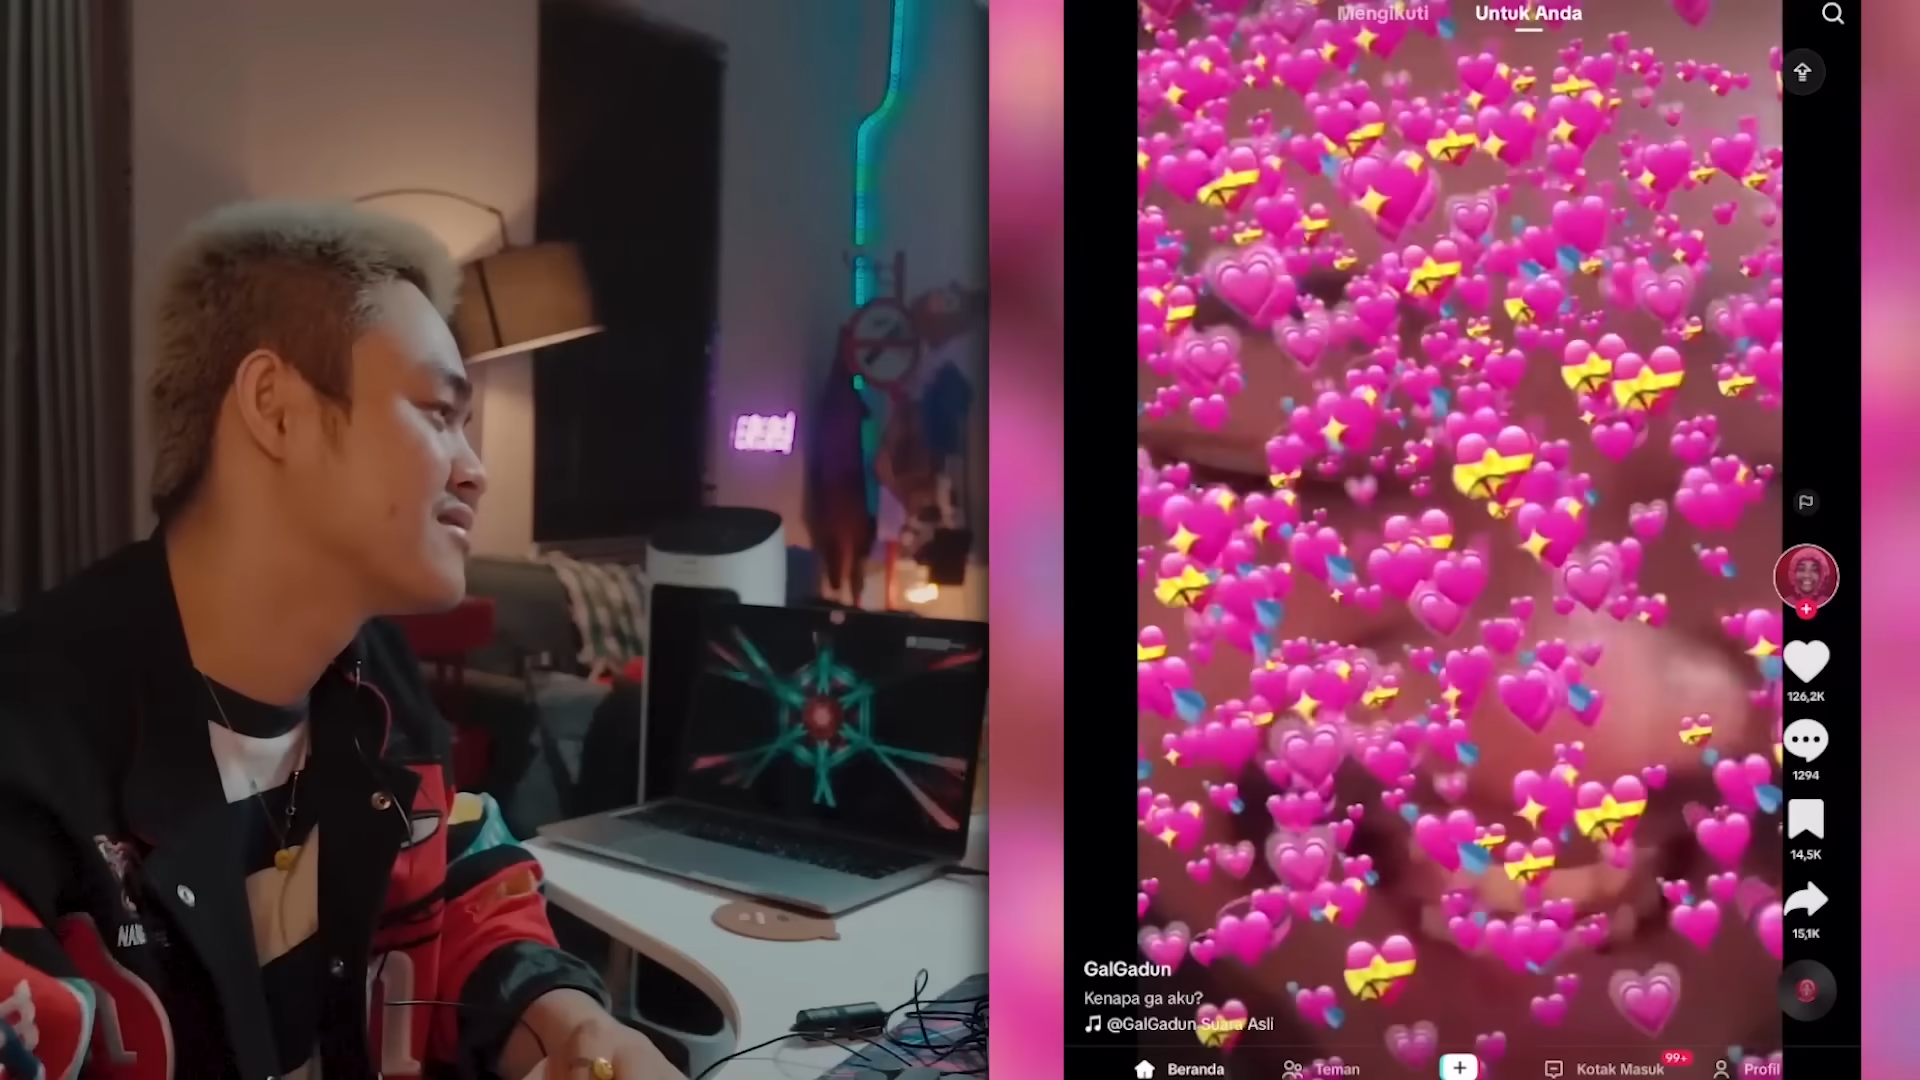 Mengikuti
Untuk Anda
126,2K
1294
14,5K
15,1K
GalGadun
Kenapa ga aku?
@GalGadun Suara Asli
Beranda
Teman
Kotak Masuk
99+
Profil